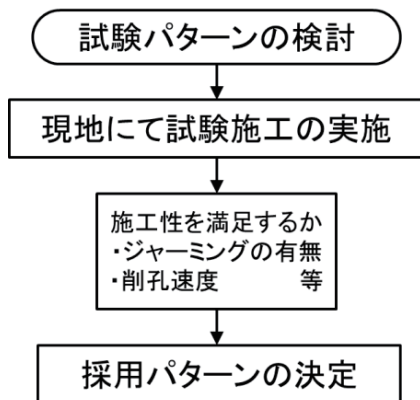 試験パターンの検討
現地にて試験施工の実施
施工性を満足するか
・ジャーミングの有無
・削孔速度　　　等
採用パターンの決定